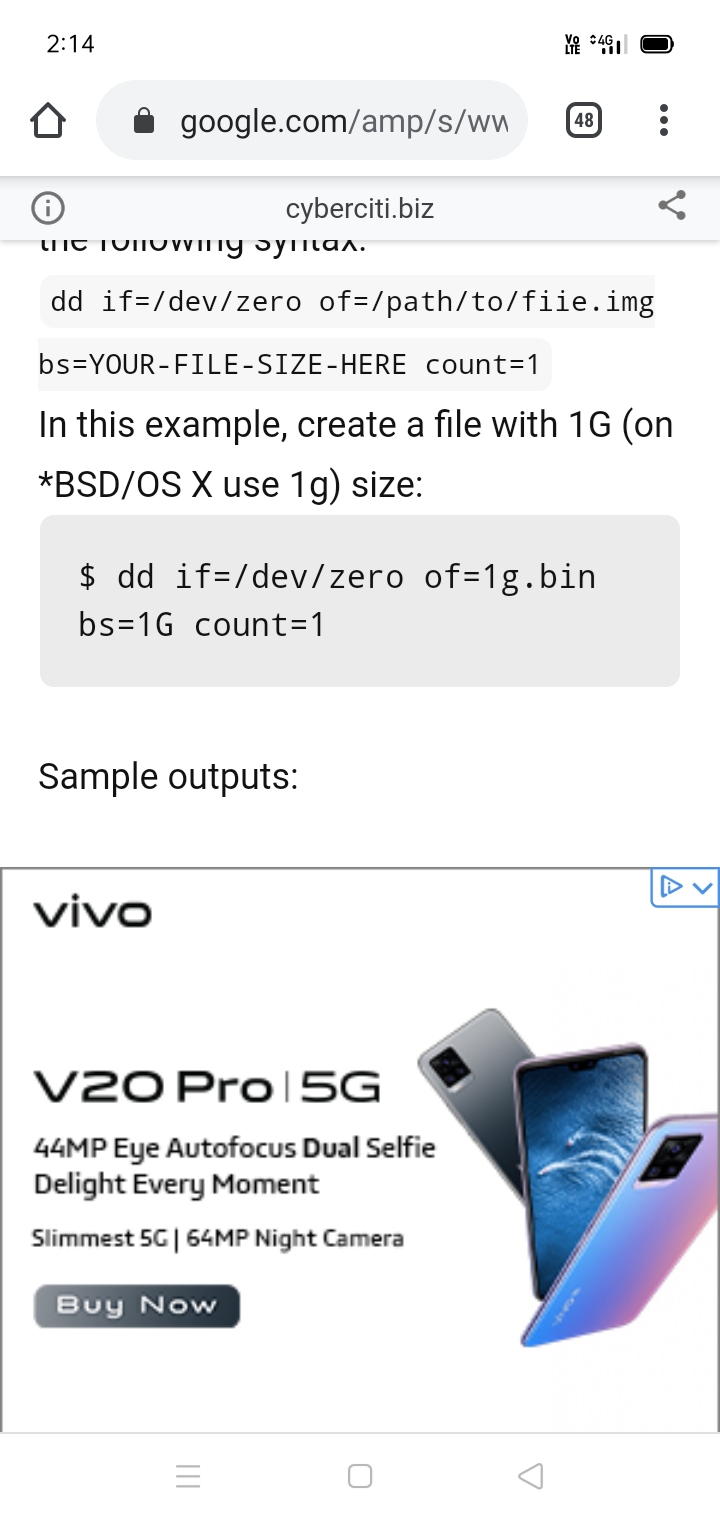 2:14
Vo LTE 4G
google.com/amp/s/ww
48
cyberciti.biz
the following syntax:
dd if=/dev/zero of=/path/to/fiie.img
bs=YOUR-FILE-SIZE-HERE count=1
In this example, create a file with 1G (on
*BSD/OS X use 1g) size:
$ dd if=/dev/zero of=1g.bin
bs=1G count=1
Sample outputs:
vivo
V20 Pro | 5G
44MP Eye Autofocus Dual Selfie
Delight Every Moment
Slimmest 5G | 64MP Night Camera
Buy Now
vivo